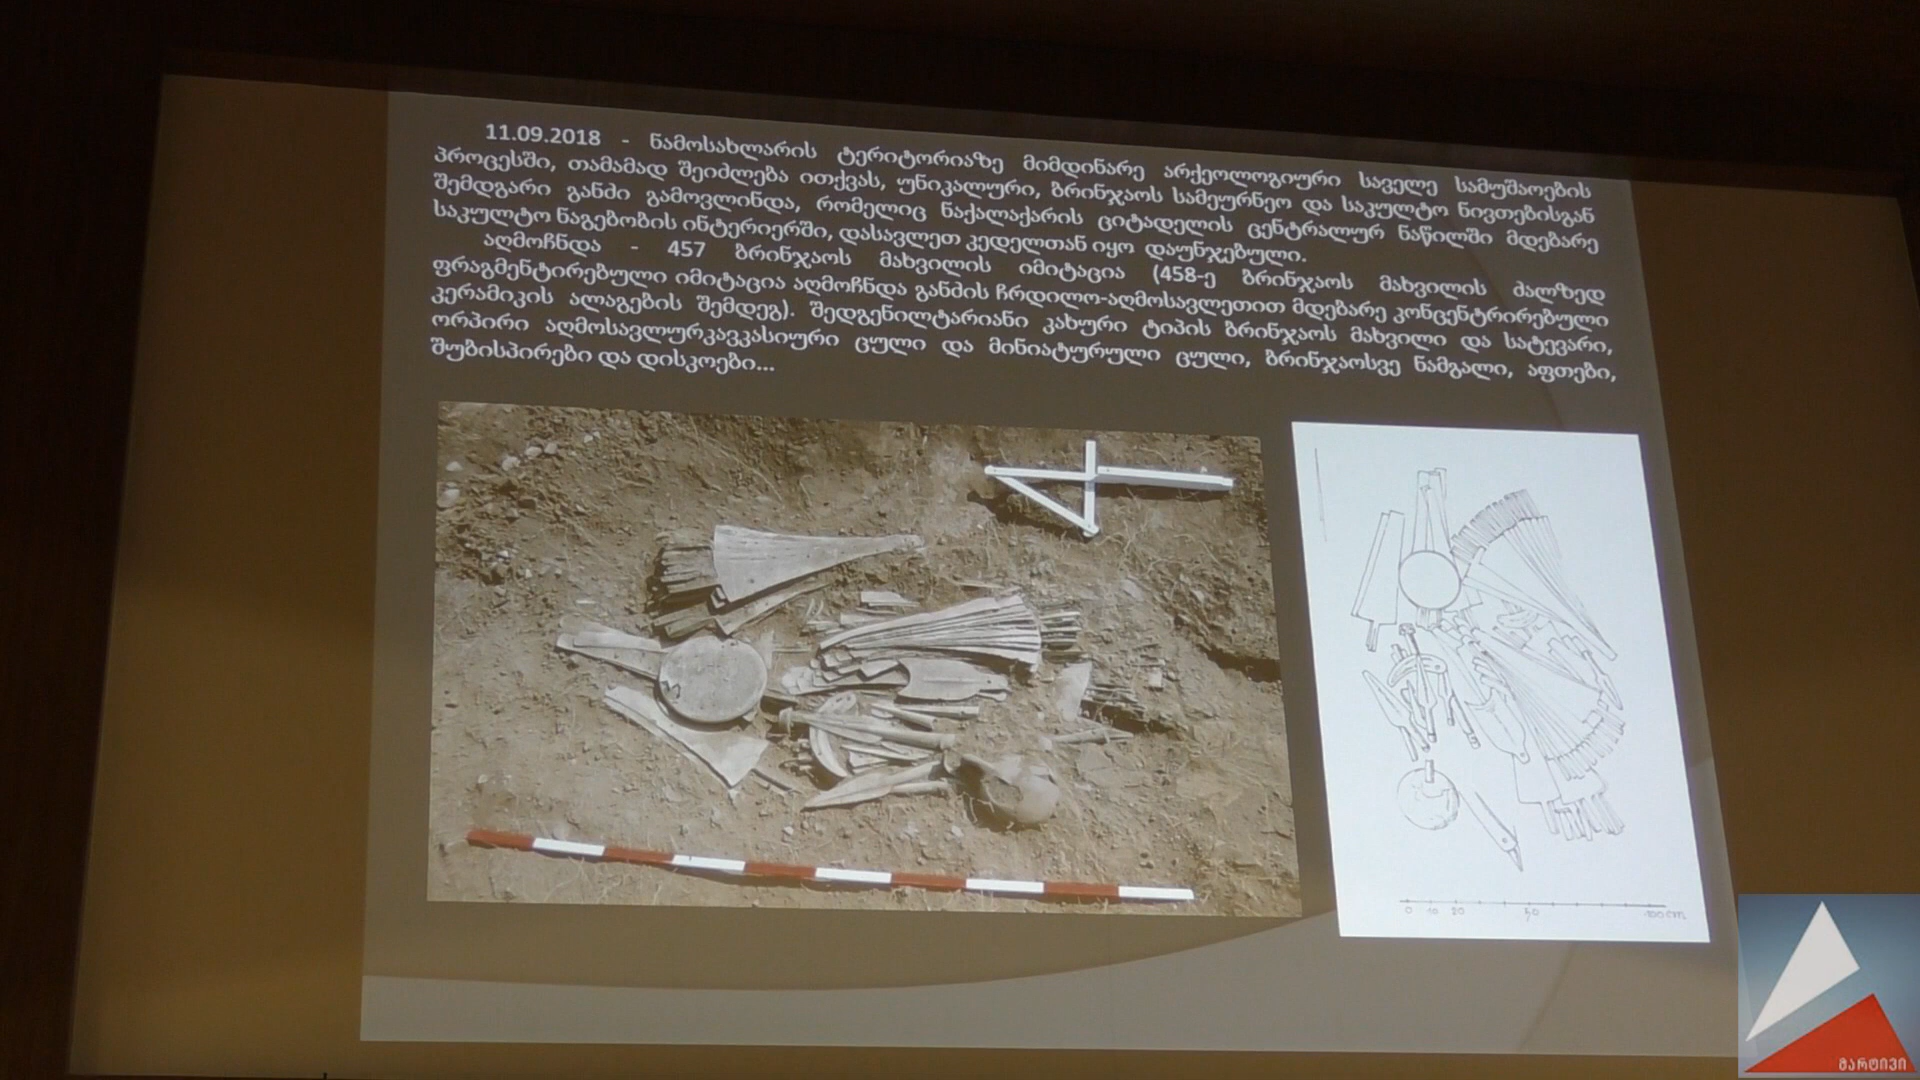 11.09.2018 - ნამოსახლარის ტერიტორიაზე მიმდინარე არქეოლოგიური საველე სამუშაოების
პროცესში, თამამად შეიძლება ითქვას, უნიკალური, ბრინჯაოს სამეურნეო და საკულტო ნივთებისგან
შემდგარი განძი გამოვლინდა, რომელიც ნაქალაქარის ციტადელის ცენტრალურ ნაწილში მდებარე
საკულტო ნაგებობის ინტერიერში, დასავლეთ კედელთან იყო დაუნჯებული.
აღმოჩნდა - 457 ბრინჯაოს მახვილის იმიტაცია (458-ე ბრინჯაოს მახვილის ძალზედ
ფრაგმენტირებული იმიტაცია აღმოჩნდა განძის ჩრდილო-აღმოსავლეთით მდებარე კონცენტრირებული
კერამიკის ალაგების შემდეგ). შედგენილტარიანი კახური ტიპის ბრინჯაოს მახვილი და სატევარი,
ორპირი აღმოსავლურკავკასიური ცული და მინიატურული ცული, ბრინჯაოსვე ნამგალი, აფთები,
შუბისპირები და დისკოები...
0 10 20 50 100 cm
მარტივი